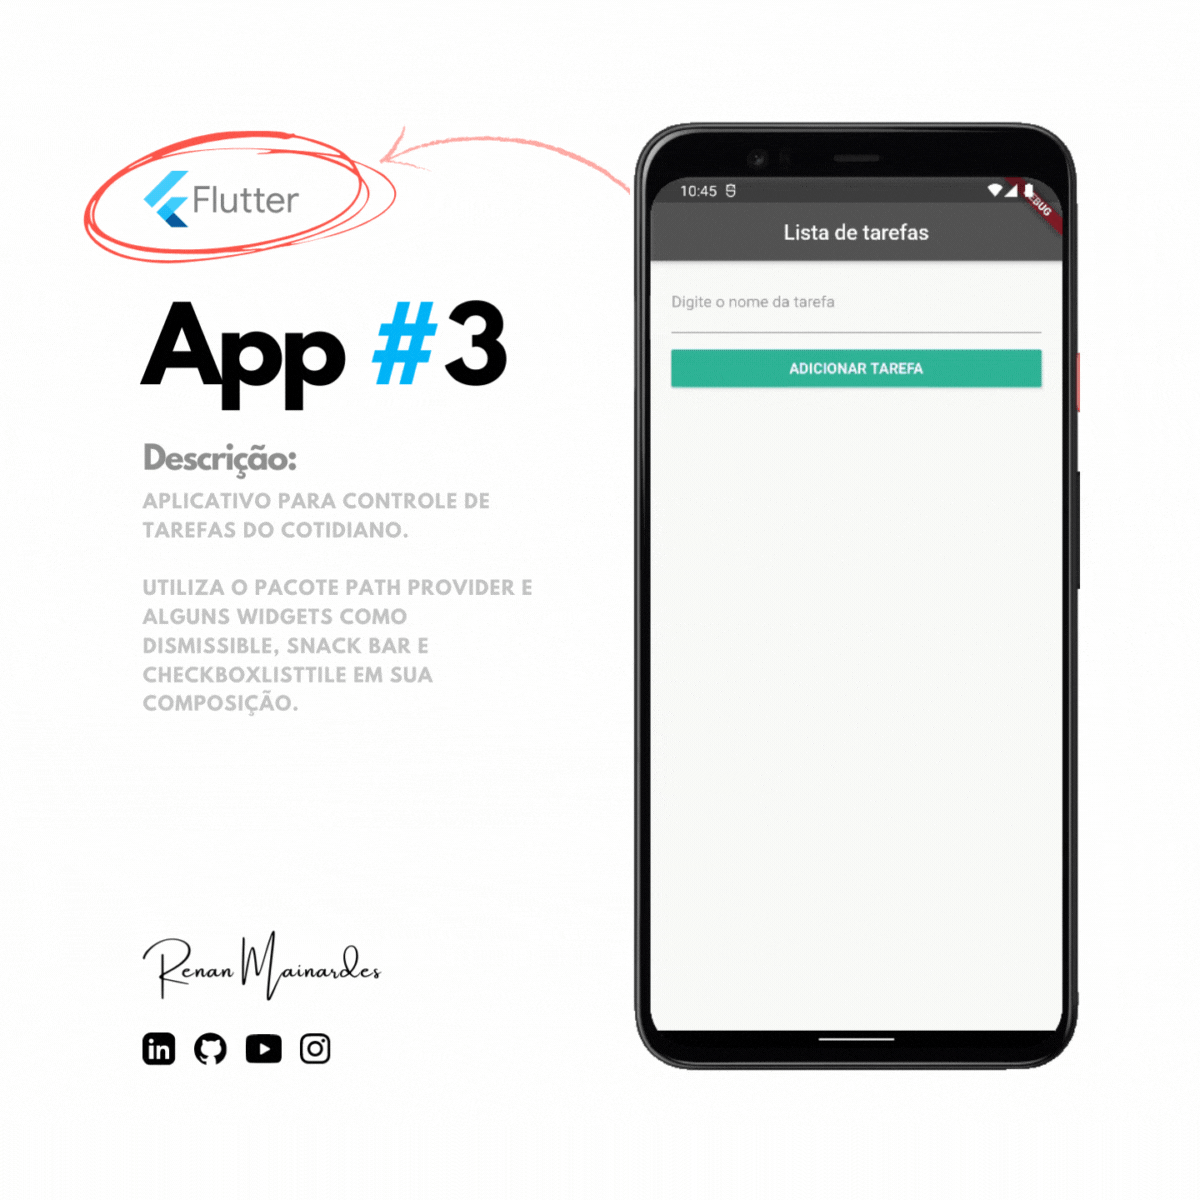 Flutter
App #3
Descrição:
APLICATIVO PARA CONTROLE DE
TAREFAS DO COTIDIANO.
UTILIZA O PACOTE PATH PROVIDER E
ALGUNS WIDGETS COMO
DISMISSIBLE, SNACK BAR E
CHECKBOXLISTTILE EM SUA
COMPOSIÇÃO.
Renan Mainardes
in
10:45
Lista de tarefas
Digite o nome da tarefa
ADICIONAR TAREFA